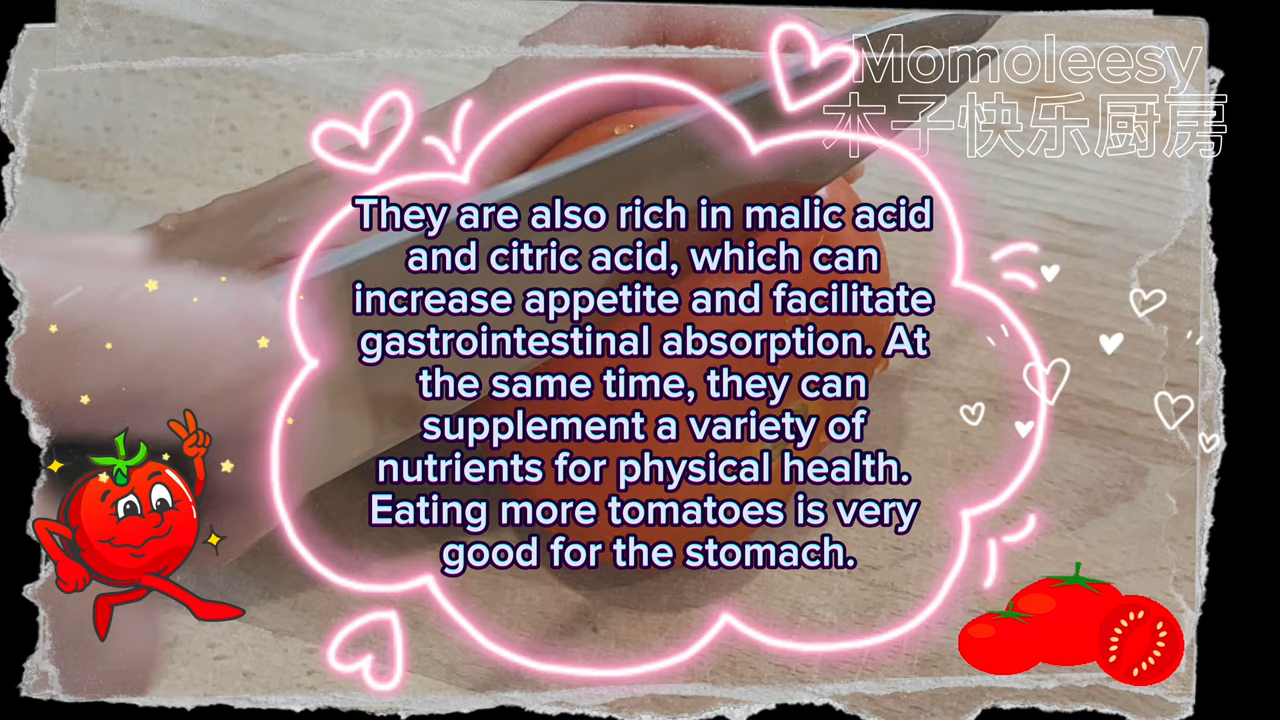 Momoleesy
木子快乐厨房
They are also rich in malic acid
and citric acid, which can
increase appetite and facilitate
gastrointestinal absorption. At
the same time, they can
supplement a variety of
nutrients for physical health.
Eating more tomatoes is very
good for the stomach.